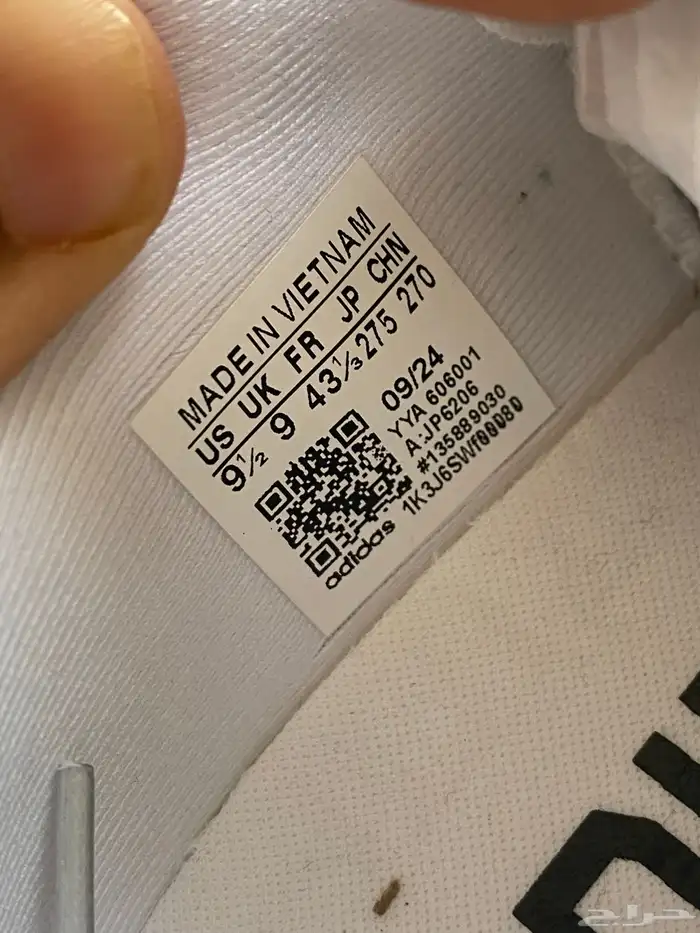 MADE IN VIETNAM
US UK FR JP CHN
9½ 9 43⅓ 275 270
09/24
YYA 606001
A:JP6206
#135889030
adidas
حراج